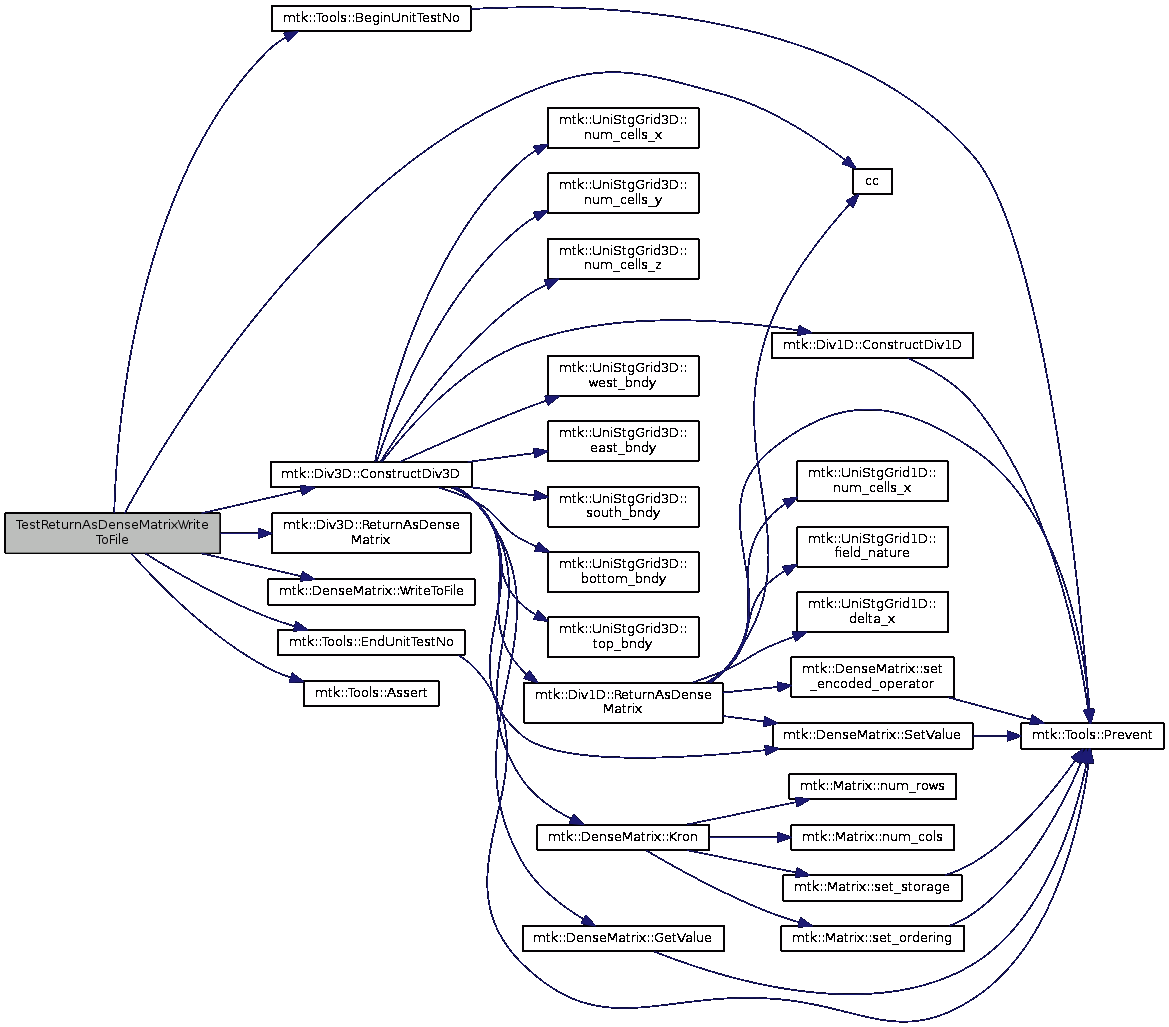 mtk::Tools::BeginUnitTestNo
mtk::UniStgGrid3D::
num_cells_x
cc
mtk::UniStgGrid3D::
num_cells_y
mtk::UniStgGrid3D::
num_cells_z
mtk::Div1D::ConstructDiv1D
mtk::UniStgGrid3D::
west_bndy
mtk::UniStgGrid3D::
east_bndy
mtk::Div3D::ConstructDiv3D
mtk::UniStgGrid1D::
num_cells_x
mtk::UniStgGrid3D::
south_bndy
TestReturnAsDenseMatrixWrite
ToFile
mtk::Div3D::ReturnAsDense
Matrix
mtk::UniStgGrid1D::
field_nature
mtk::UniStgGrid3D::
bottom_bndy
mtk::DenseMatrix::WriteToFile
mtk::UniStgGrid1D::
delta_x
mtk::Tools::EndUnitTestNo
mtk::UniStgGrid3D::
top_bndy
mtk::DenseMatrix::set
_encoded_operator
mtk::Tools::Assert
mtk::Div1D::ReturnAsDense
Matrix
mtk::DenseMatrix::SetValue
mtk::Tools::Prevent
mtk::Matrix::num_rows
mtk::DenseMatrix::Kron
mtk::Matrix::num_cols
mtk::Matrix::set_storage
mtk::DenseMatrix::GetValue
mtk::Matrix::set_ordering